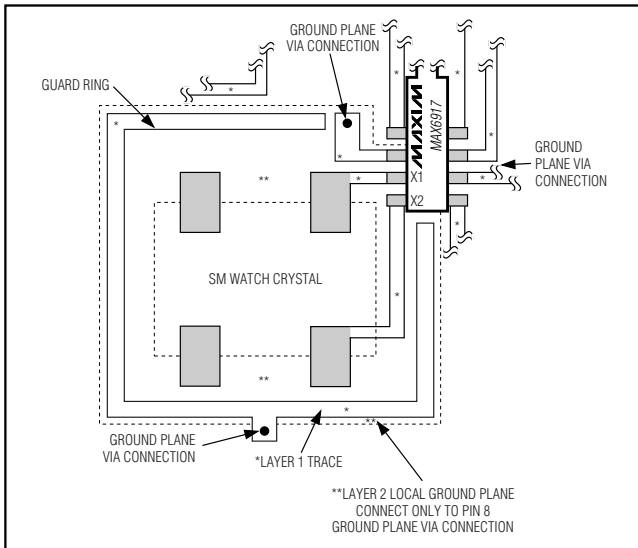 GROUND PLANE
VIA CONNECTION
GUARD RING
*
*
*
*
*
MAXIM
MAX6917
*
*
GROUND
PLANE VIA
CONNECTION
**
*
X1
*
X2
*
SM WATCH CRYSTAL
*
**
*
**
GROUND PLANE
VIA CONNECTION
*LAYER 1 TRACE
**LAYER 2 LOCAL GROUND PLANE
CONNECT ONLY TO PIN 8
GROUND PLANE VIA CONNECTION